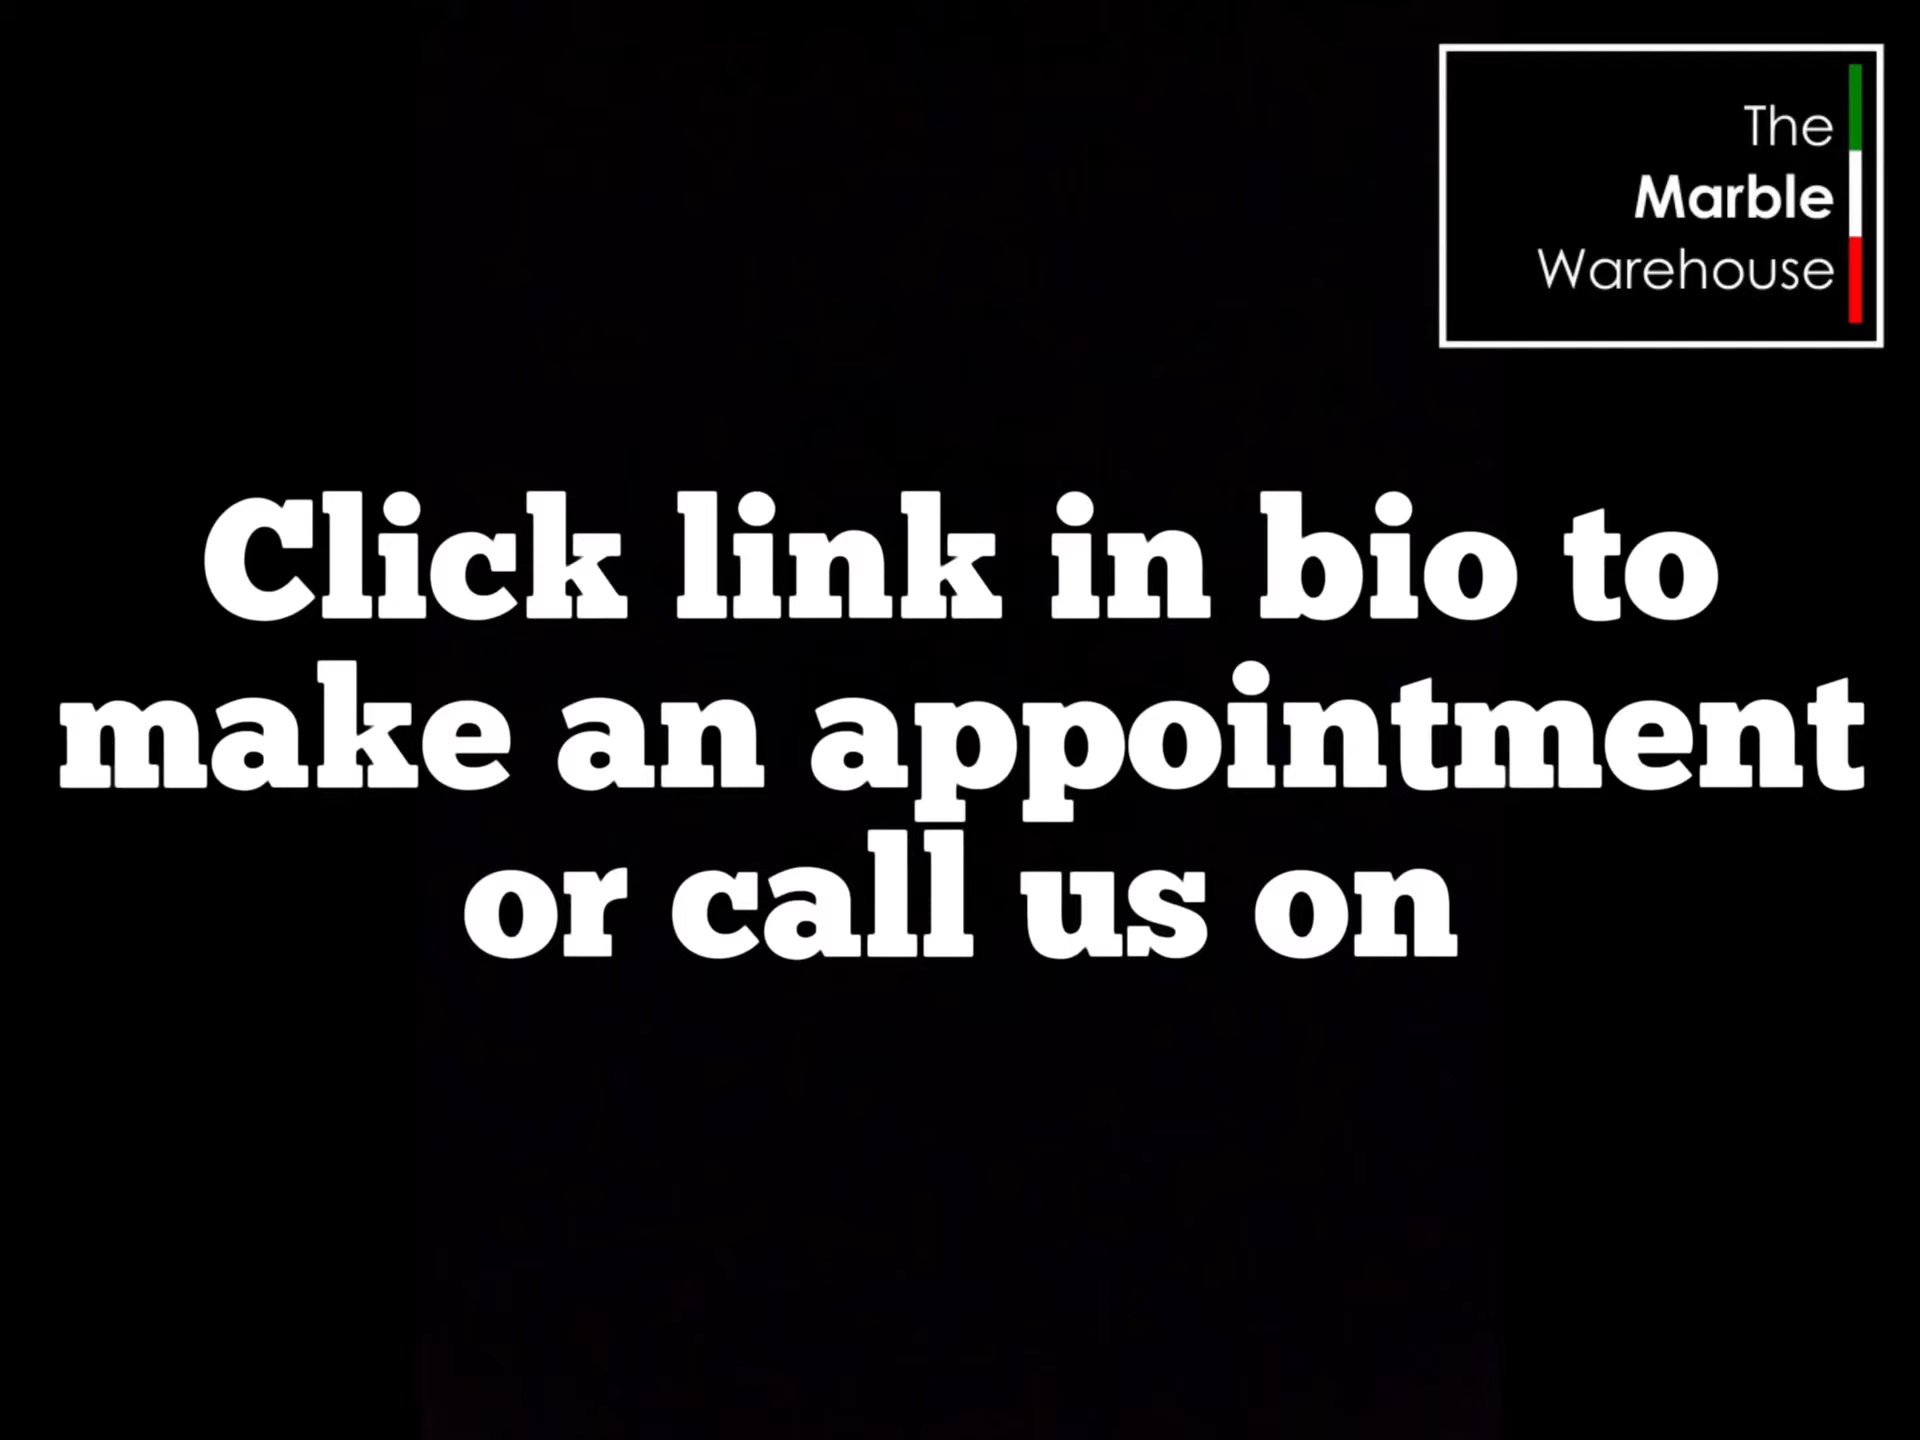 The
Marble
Warehouse
Click link in bio to
make an appointment
or call us on